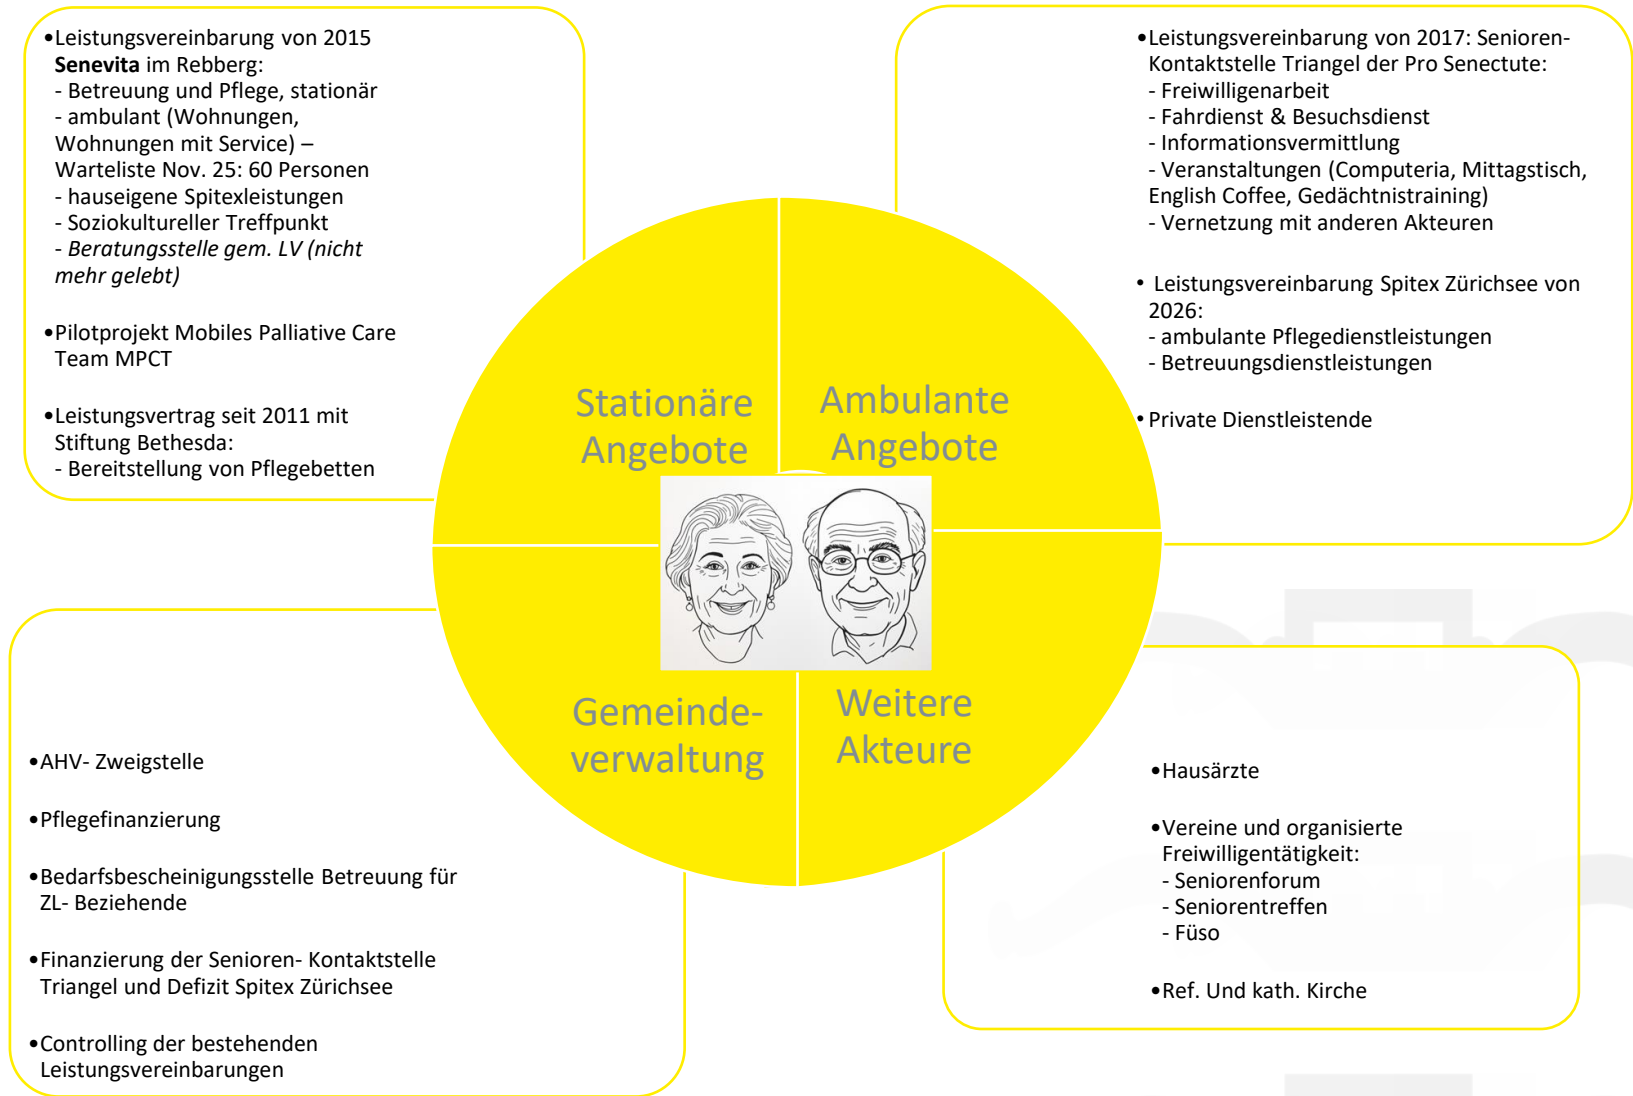 •Leistungsvereinbarung von 2015
Senevita im Rebberg:
- Betreuung und Pflege, stationär
- ambulant (Wohnungen,
Wohnungen mit Service) –
Warteliste Nov. 25: 60 Personen
- hauseigene Spitexleistungen
- Soziokultureller Treffpunkt
- Beratungsstelle gem. LV (nicht
mehr gelebt)
•Pilotprojekt Mobiles Palliative Care
Team MPCT
•Leistungsvertrag seit 2011 mit
Stiftung Bethesda:
- Bereitstellung von Pflegebetten
•Leistungsvereinbarung von 2017: Senioren-
Kontaktstelle Triangel der Pro Senectute:
- Freiwilligenarbeit
- Fahrdienst & Besuchsdienst
- Informationsvermittlung
- Veranstaltungen (Computeria, Mittagstisch,
English Coffee, Gedächtnistraining)
- Vernetzung mit anderen Akteuren
• Leistungsvereinbarung Spitex Zürichsee von
2026:
- ambulante Pflegedienstleistungen
- Betreuungsdienstleistungen
• Private Dienstleistende
Stationäre
Angebote
Ambulante
Angebote
Gemeinde-
verwaltung
Weitere
Akteure
•AHV- Zweigstelle
•Pflegefinanzierung
•Bedarfsbescheinigungsstelle Betreuung für
ZL- Beziehende
•Finanzierung der Senioren- Kontaktstelle
Triangel und Defizit Spitex Zürichsee
•Controlling der bestehenden
Leistungsvereinbarungen
•Hausärzte
•Vereine und organisierte
Freiwilligentätigkeit:
- Seniorenforum
- Seniorentreffen
- Füso
•Ref. Und kath. Kirche